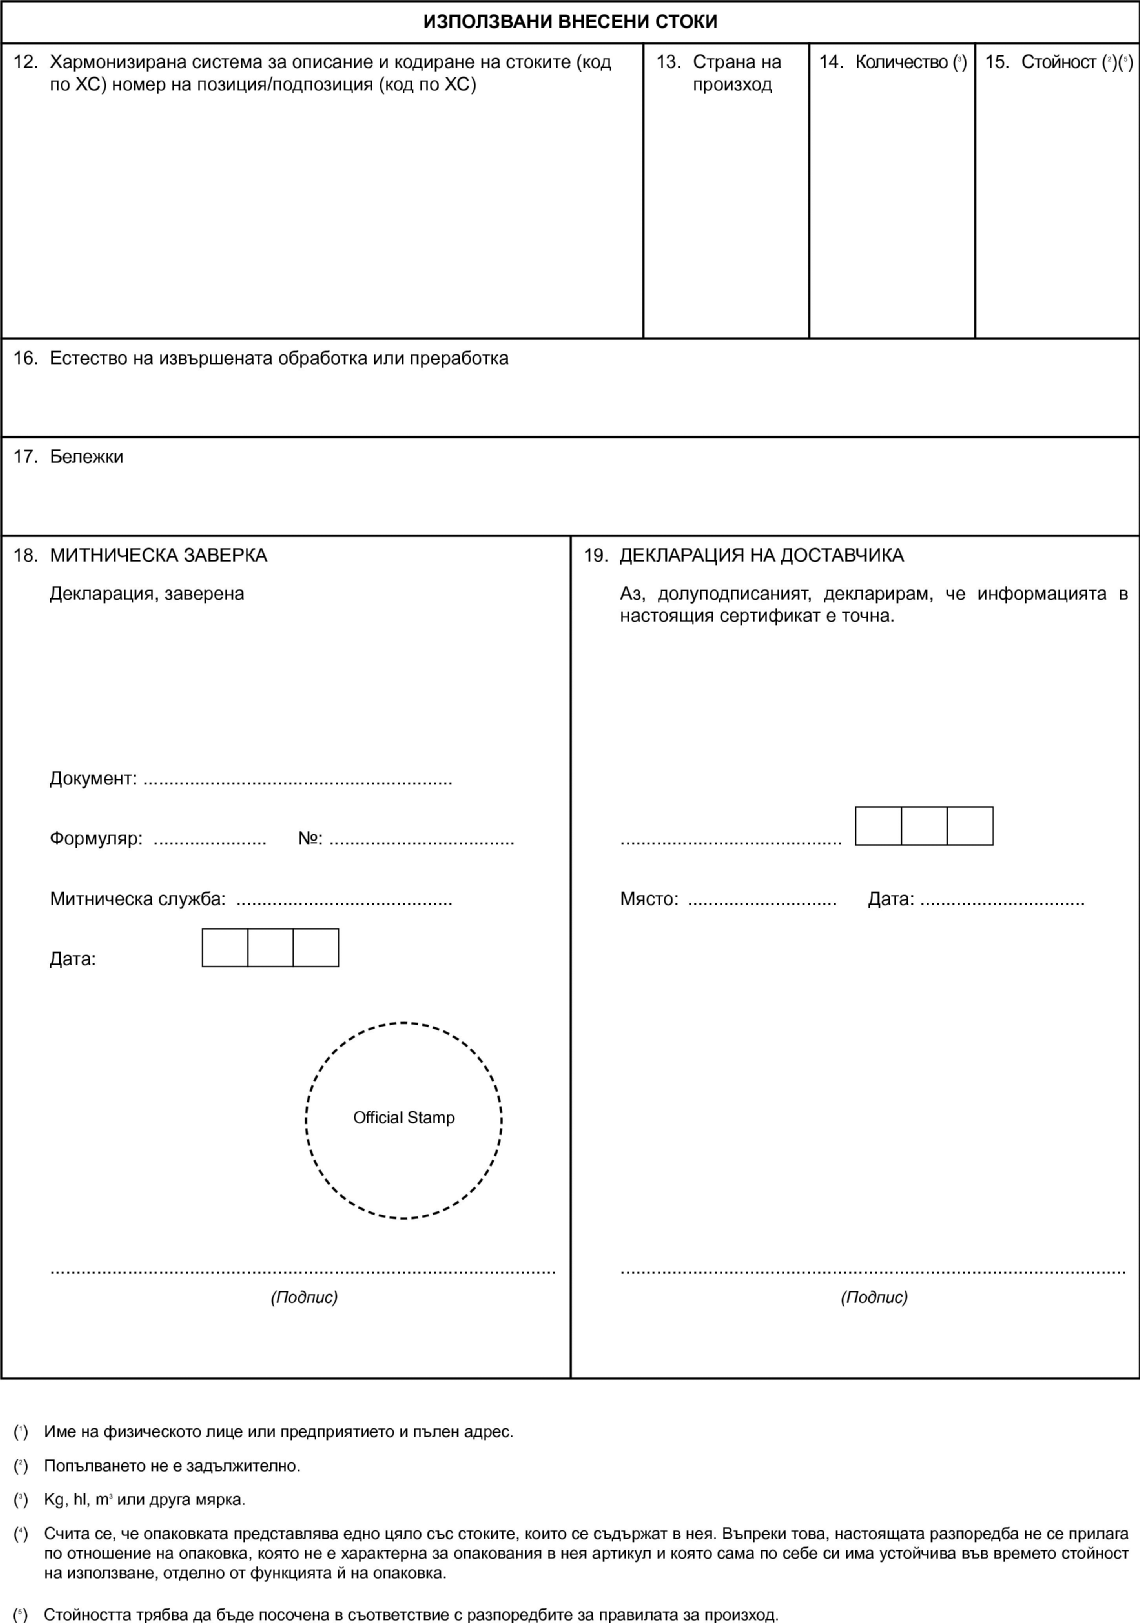 ИЗПОЛЗВАНИ ВНЕСЕНИ СТОКИ
12. Хармонизирана система за описание и кодиране на стоките (код
по ХС) номер на позиция/подпозиция (код по ХС)
13. Страна на
произход
14. Количество (³)
15. Стойност (²)(⁵)
16. Естество на извършената обработка или преработка
17. Бележки
18. МИТНИЧЕСКА ЗАВЕРКА
Декларация, заверена
Документ: ............................................................
Формуляр: ...................... №: ....................................
Митническа служба: ..........................................
Дата:
Official Stamp
..................................................................................................
(Подпис)
19. ДЕКЛАРАЦИЯ НА ДОСТАВЧИКА
Аз, долуподписаният, декларирам, че информацията в
настоящия сертификат е точна.
...........................................
Място: ............................. Дата: ................................
..................................................................................................
(Подпис)
(¹) Име на физическото лице или предприятието и пълен адрес.
(²) Попълването не е задължително.
(³) Kg, hl, m³ или друга мярка.
(⁴) Счита се, че опаковката представлява едно цяло със стоките, които се съдържат в нея. Въпреки това, настоящата разпоредба не се прилага
по отношение на опаковка, която не е характерна за опакования в нея артикул и която сама по себе си има устойчива във времето стойност
на използване, отделно от функцията й на опаковка.
(⁵) Стойността трябва да бъде посочена в съответствие с разпоредбите за правилата за произход.